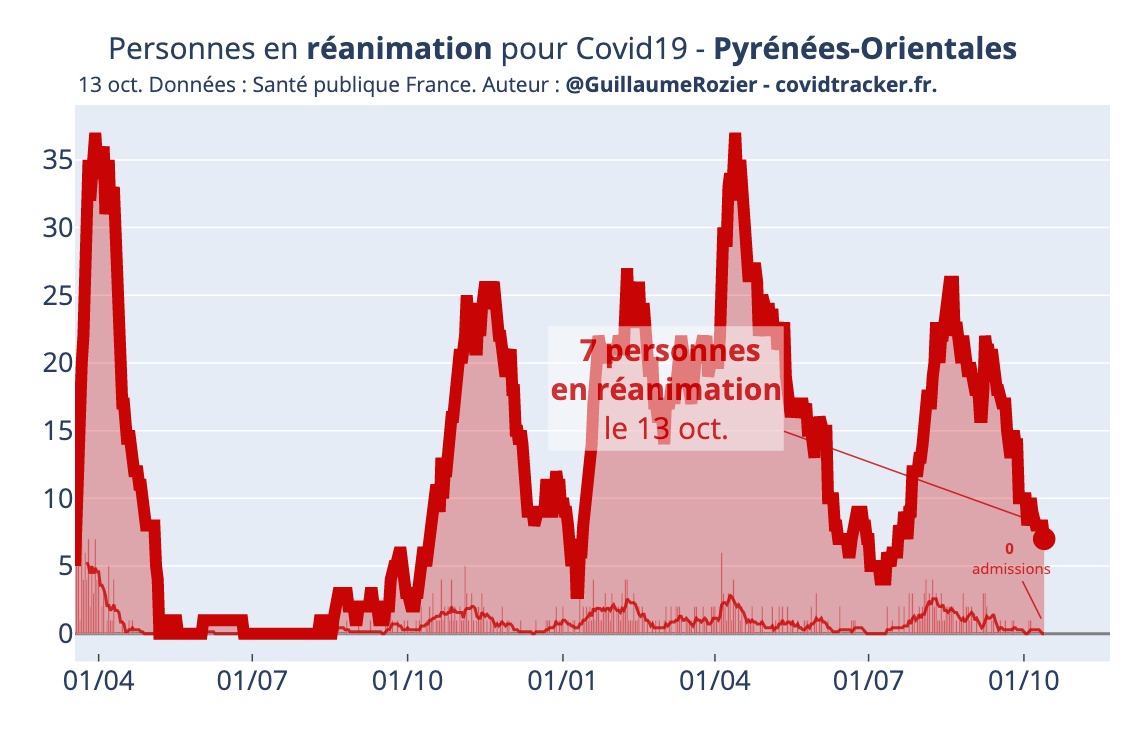 Personnes en réanimation pour Covid19 - Pyrénées-Orientales
13 oct. Données : Santé publique France. Auteur : @GuillaumeRozier - covidtracker.fr.
35
30
25
20
15
10
5
0
7 personnes
en réanimation
le 13 oct.
0
admissions
01/04
01/07
01/10
01/01
01/04
01/07
01/10